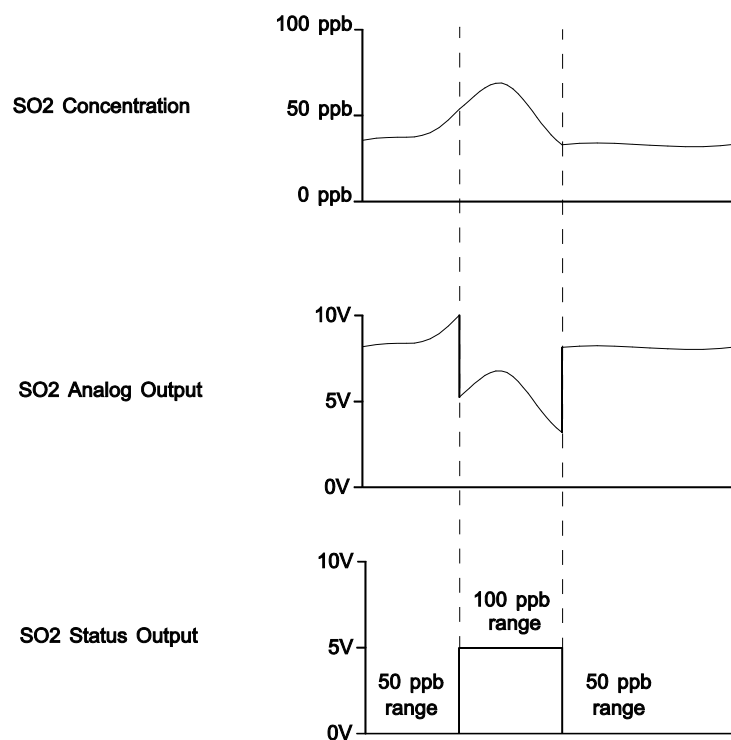 100 ppb
SO2 Concentration
50 ppb
0 ppb
10V
SO2 Analog Output
5V
0V
10V
100 ppb
range
SO2 Status Output
5V
50 ppb
range
50 ppb
range
0V